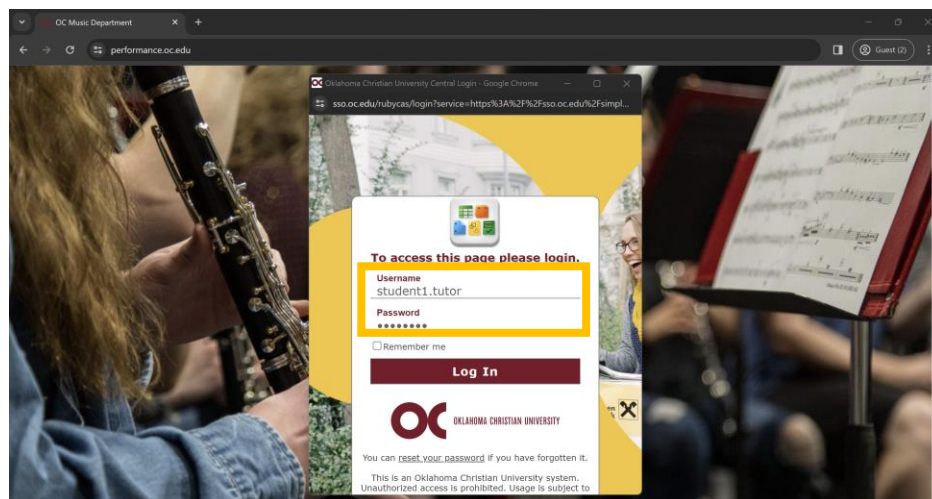 OC Music Department
performance.oc.edu
Guest (2)
Oklahoma Christian University Central Login - Google Chrome
sso.oc.edu/rubycas/login?service=https%3A%2F%2Fsso.oc.edu%2Fsimpl...
To access this page please login.
Username
student1.tutor
Password
Remember me
Log In
OC OKLAHOMA CHRISTIAN UNIVERSITY
You can reset your password if you have forgotten it.
This is an Oklahoma Christian University system.
Unauthorized access is prohibited. Usage is subject to